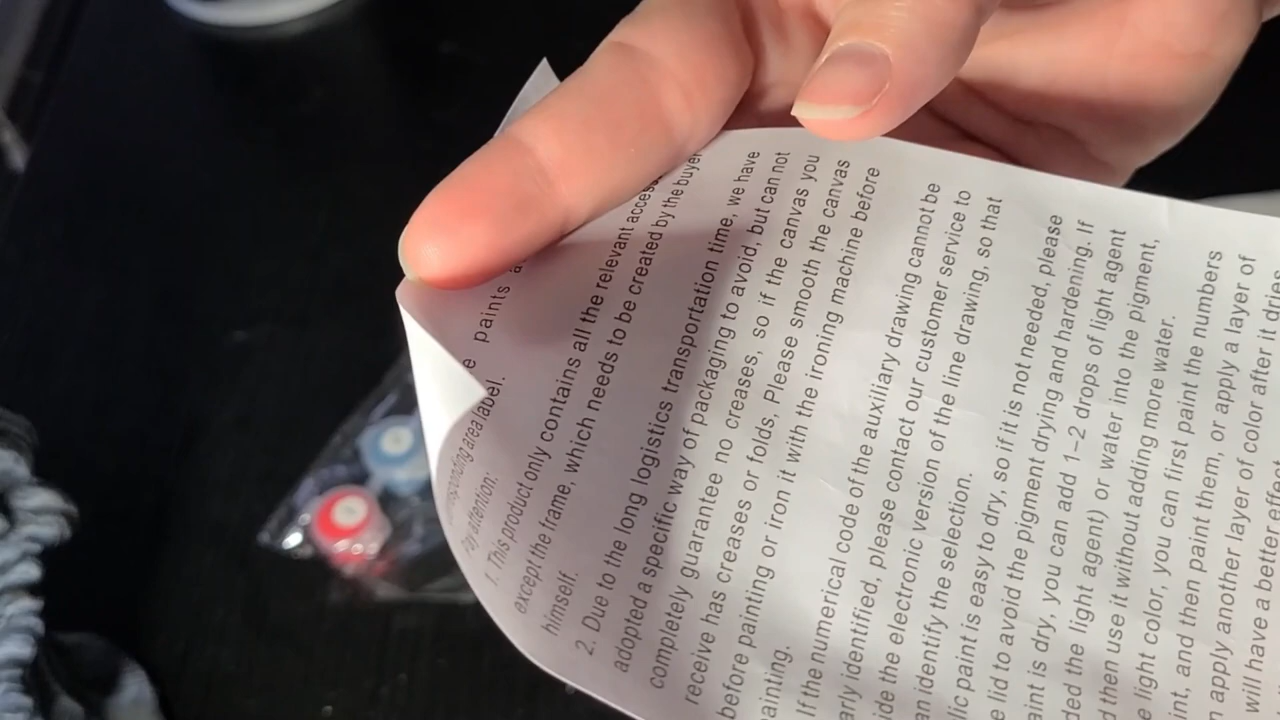 paints
area label.
Pay attention:
1. This product only contains all the relevant
except the frame, which needs to be created by the buyer
himself.
2. Due to the long logistics transportation time, we have
adopted a specific way of packaging to avoid, but can not
completely guarantee no creases, so if the canvas you
receive has creases or folds, Please smooth the canvas
before painting or iron it with the ironing machine before
ainting.
If the numerical code of the auxiliary drawing cannot be
arly identified, please contact our customer service to
ide the electronic version of the line drawing, so that
an identify the selection.
lic paint is easy to dry, so if it is not needed, please
e lid to avoid the pigment drying and hardening. If
aint is dry, you can add 1-2 drops of light agent
ded the light agent) or water into the pigment,
d then use it without adding more water.
e light color, you can first paint the numbers
int, and then paint them, or apply a layer of
n apply another layer of color after it dries
will have a better effect